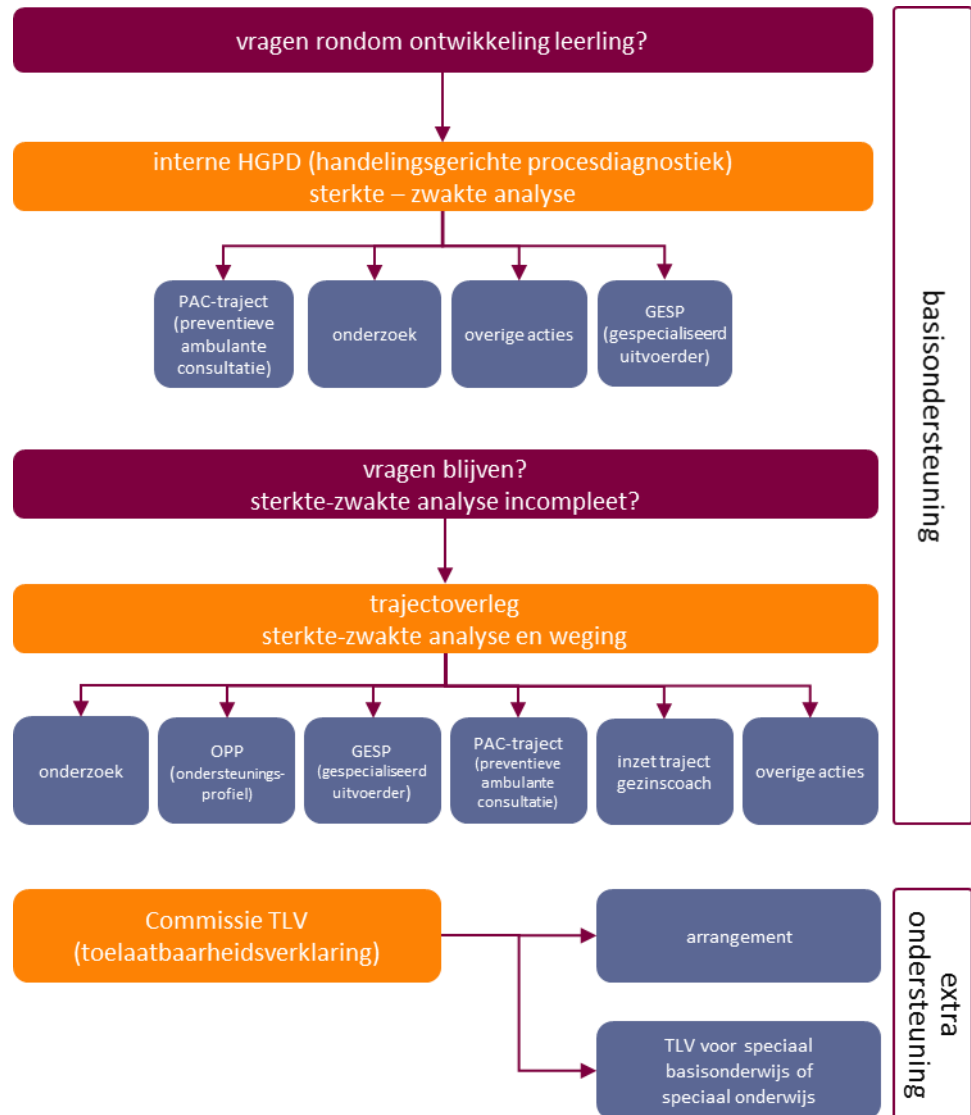 vragen rondom ontwikkeling leerling?
interne HGPD (handelingsgerichte procesdiagnostiek)
sterkte – zwakte analyse
PAC-traject
(preventieve
ambulante
consultatie)
onderzoek
overige acties
GESP
(gespecialiseerd
uitvoerder)
vragen blijven?
sterkte-zwakte analyse incompleet?
trajectoverleg
sterkte-zwakte analyse en weging
onderzoek
OPP
(ondersteunings-
profiel)
GESP
(gespecialiseerd
uitvoerder)
PAC-traject
(preventieve
ambulante
consultatie)
inzet traject
gezinscoach
overige acties
basisondersteuning
Commissie TLV
(toelaatbaarheidsverklaring)
arrangement
TLV voor speciaal
basisonderwijs of
speciaal onderwijs
extra
ondersteuning